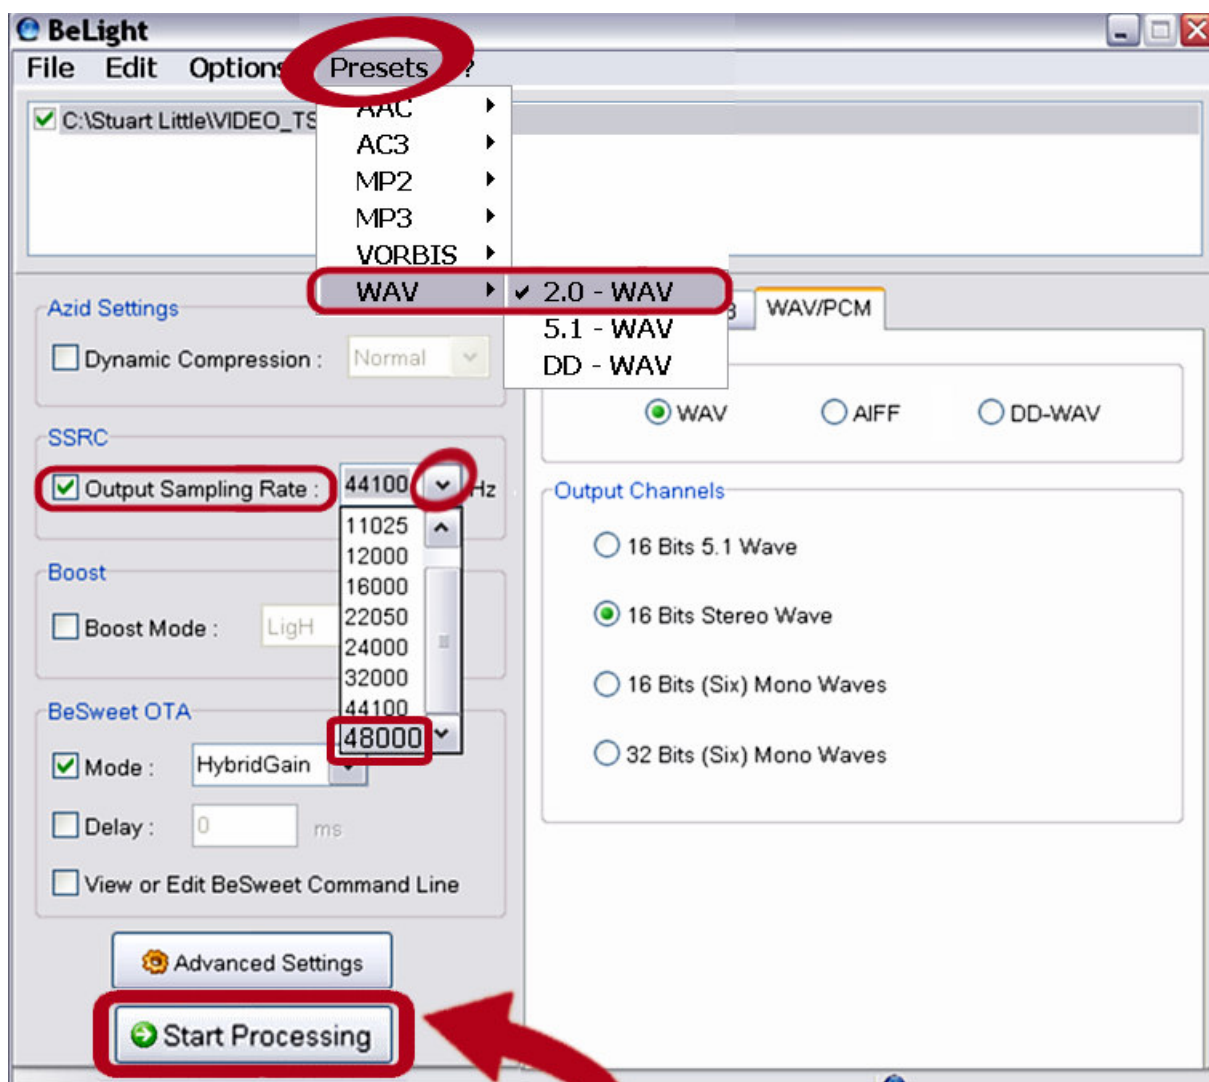 BeLight
File Edit Options Presets ?
C:\Stuart Little\VIDEO_TS
AAC
AC3
MP2
MP3
VORBIS
WAV
2.0 - WAV
5.1 - WAV
DD - WAV
Azid Settings
Dynamic Compression : Normal
SSRC
Output Sampling Rate : 44100 Hz
11025
12000
16000
22050
24000
32000
44100
48000
Boost
Boost Mode : LigH
BeSweet OTA
Mode : HybridGain
Delay : 0 ms
View or Edit BeSweet Command Line
Advanced Settings
Start Processing
3 WAV/PCM
WAV AIFF DD-WAV
Output Channels
16 Bits 5.1 Wave
16 Bits Stereo Wave
16 Bits (Six) Mono Waves
32 Bits (Six) Mono Waves